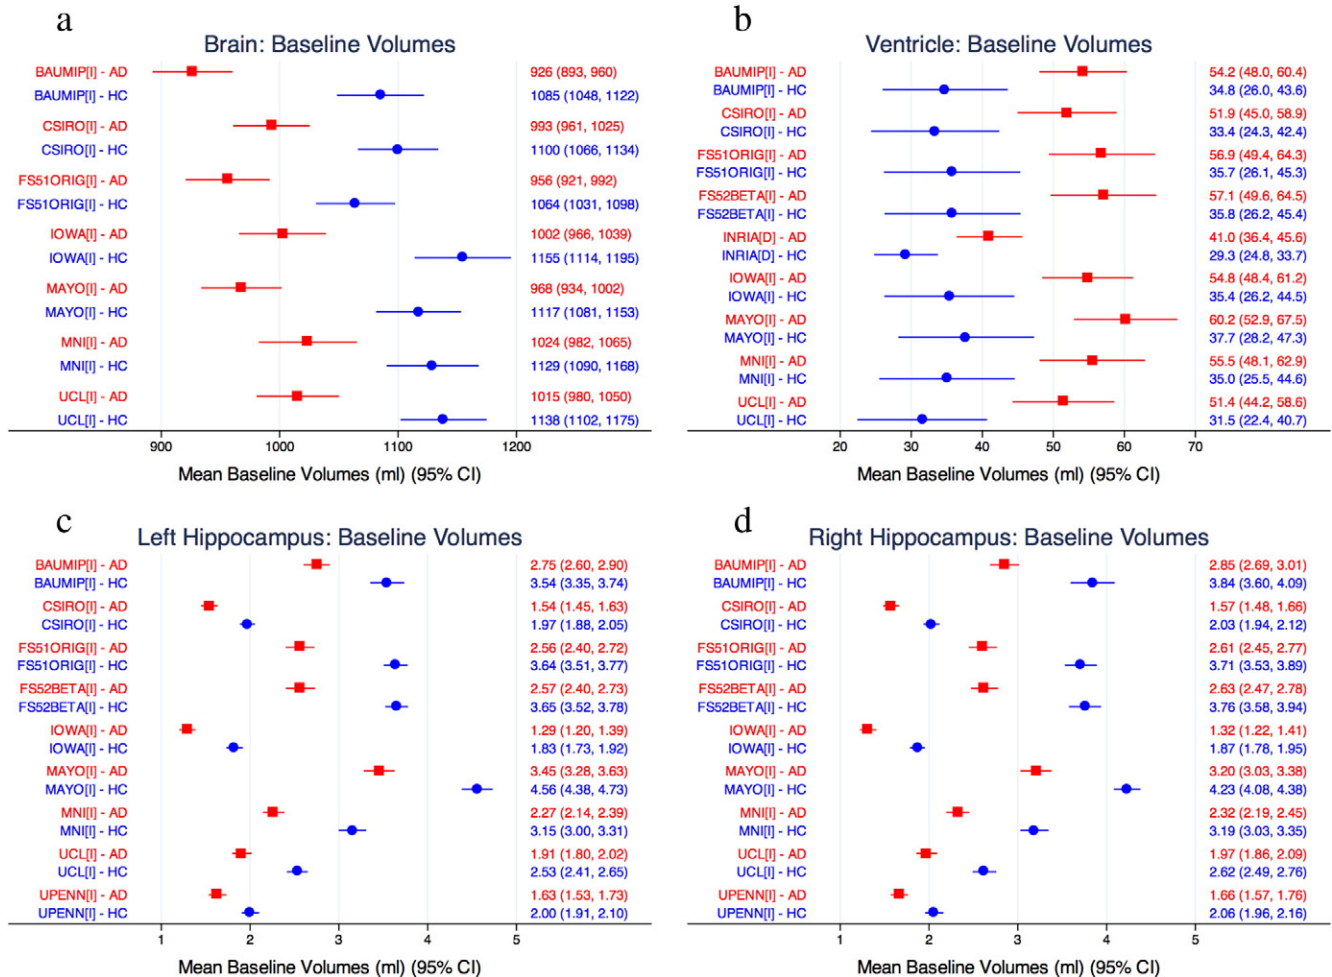 a
Brain: Baseline Volumes
BAUMIP[I] - AD 926 (893, 960)
BAUMIP[I] - HC 1085 (1048, 1122)
CSIRO[I] - AD 993 (961, 1025)
CSIRO[I] - HC 1100 (1066, 1134)
FS51ORIG[I] - AD 956 (921, 992)
FS51ORIG[I] - HC 1064 (1031, 1098)
IOWA[I] - AD 1002 (966, 1039)
IOWA[I] - HC 1155 (1114, 1195)
MAYO[I] - AD 968 (934, 1002)
MAYO[I] - HC 1117 (1081, 1153)
MNI[I] - AD 1024 (982, 1065)
MNI[I] - HC 1129 (1090, 1168)
UCL[I] - AD 1015 (980, 1050)
UCL[I] - HC 1138 (1102, 1175)
900 1000 1100 1200
Mean Baseline Volumes (ml) (95% CI)
b
Ventricle: Baseline Volumes
BAUMIP[I] - AD 54.2 (48.0, 60.4)
BAUMIP[I] - HC 34.8 (26.0, 43.6)
CSIRO[I] - AD 51.9 (45.0, 58.9)
CSIRO[I] - HC 33.4 (24.3, 42.4)
FS51ORIG[I] - AD 56.9 (49.4, 64.3)
FS51ORIG[I] - HC 35.7 (26.1, 45.3)
FS52BETA[I] - AD 57.1 (49.6, 64.5)
FS52BETA[I] - HC 35.8 (26.2, 45.4)
INRIA[D] - AD 41.0 (36.4, 45.6)
INRIA[D] - HC 29.3 (24.8, 33.7)
IOWA[I] - AD 54.8 (48.4, 61.2)
IOWA[I] - HC 35.4 (26.2, 44.5)
MAYO[I] - AD 60.2 (52.9, 67.5)
MAYO[I] - HC 37.7 (28.2, 47.3)
MNI[I] - AD 55.5 (48.1, 62.9)
MNI[I] - HC 35.0 (25.5, 44.6)
UCL[I] - AD 51.4 (44.2, 58.6)
UCL[I] - HC 31.5 (22.4, 40.7)
20 30 40 50 60 70
Mean Baseline Volumes (ml) (95% CI)
c
Left Hippocampus: Baseline Volumes
BAUMIP[I] - AD 2.75 (2.60, 2.90)
BAUMIP[I] - HC 3.54 (3.35, 3.74)
CSIRO[I] - AD 1.54 (1.45, 1.63)
CSIRO[I] - HC 1.97 (1.88, 2.05)
FS51ORIG[I] - AD 2.56 (2.40, 2.72)
FS51ORIG[I] - HC 3.64 (3.51, 3.77)
FS52BETA[I] - AD 2.57 (2.40, 2.73)
FS52BETA[I] - HC 3.65 (3.52, 3.78)
IOWA[I] - AD 1.29 (1.20, 1.39)
IOWA[I] - HC 1.83 (1.73, 1.92)
MAYO[I] - AD 3.45 (3.28, 3.63)
MAYO[I] - HC 4.56 (4.38, 4.73)
MNI[I] - AD 2.27 (2.14, 2.39)
MNI[I] - HC 3.15 (3.00, 3.31)
UCL[I] - AD 1.91 (1.80, 2.02)
UCL[I] - HC 2.53 (2.41, 2.65)
UPENN[I] - AD 1.63 (1.53, 1.73)
UPENN[I] - HC 2.00 (1.91, 2.10)
1 2 3 4 5
Mean Baseline Volumes (ml) (95% CI)
d
Right Hippocampus: Baseline Volumes
BAUMIP[I] - AD 2.85 (2.69, 3.01)
BAUMIP[I] - HC 3.84 (3.60, 4.09)
CSIRO[I] - AD 1.57 (1.48, 1.66)
CSIRO[I] - HC 2.03 (1.94, 2.12)
FS51ORIG[I] - AD 2.61 (2.45, 2.77)
FS51ORIG[I] - HC 3.71 (3.53, 3.89)
FS52BETA[I] - AD 2.63 (2.47, 2.78)
FS52BETA[I] - HC 3.76 (3.58, 3.94)
IOWA[I] - AD 1.32 (1.22, 1.41)
IOWA[I] - HC 1.87 (1.78, 1.95)
MAYO[I] - AD 3.20 (3.03, 3.38)
MAYO[I] - HC 4.23 (4.08, 4.38)
MNI[I] - AD 2.32 (2.19, 2.45)
MNI[I] - HC 3.19 (3.03, 3.35)
UCL[I] - AD 1.97 (1.86, 2.09)
UCL[I] - HC 2.62 (2.49, 2.76)
UPENN[I] - AD 1.66 (1.57, 1.76)
UPENN[I] - HC 2.06 (1.96, 2.16)
1 2 3 4 5
Mean Baseline Volumes (ml) (95% CI)